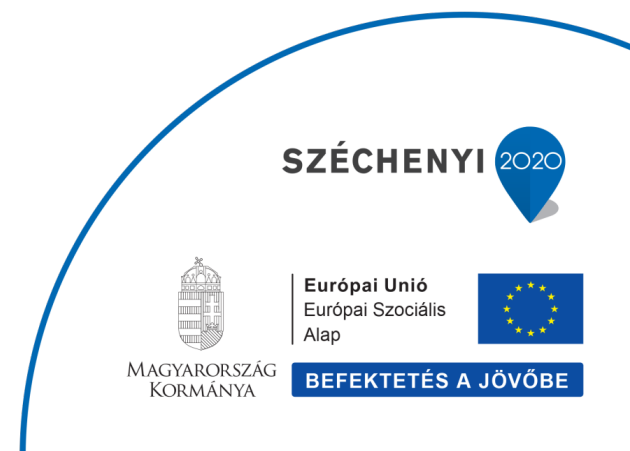 SZÉCHENYI 2020
Európai Unió
Európai Szociális
Alap
MAGYARORSZÁG
KORMÁNYA
BEFEKTETÉS A JÖVŐBE